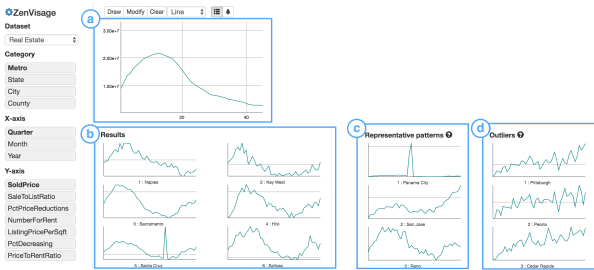 ZenVisage
Dataset
Real Estate
Category
Metro
State
City
County
X-axis
Quarter
Month
Year
Y-axis
SoldPrice
SaleToListRatio
PctPriceReductions
NumberForRent
ListingPricePerSqft
PctDecreasing
PriceToRentRatio
Draw Modify Clear Line
a
3.00e+7
2.00e+7
1.00e+7
20 40
b
Results
1 : Naples 2 : Key West
3 : Sacramento 4 : Hilo
5 : Santa Cruz 6 : Salinas
c
Representative patterns ?
1 : Panama City
2 : San Jose
3 : Reno
d
Outliers ?
1 : Pittsburgh
2 : Peoria
3 : Cedar Rapids